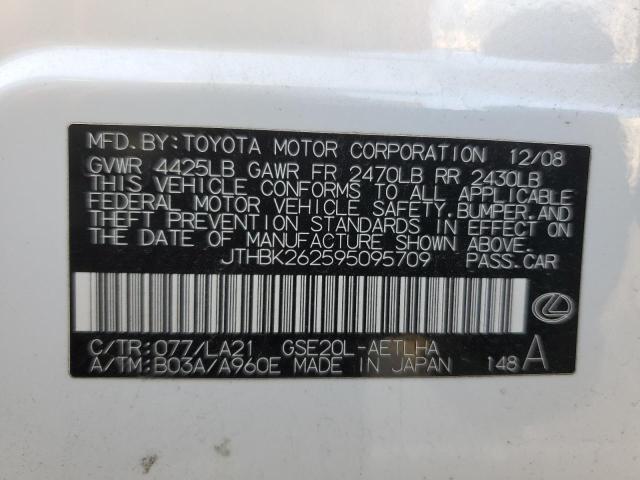 MFD. BY: TOYOTA MOTOR CORPORATION 12/08
GVWR 4425LB GAWR FR 2470LB RR 2430LB
THIS VEHICLE CONFORMS TO ALL APPLICABLE
FEDERAL MOTOR VEHICLE SAFETY, BUMPER, AND
THEFT PREVENTION STANDARDS IN EFFECT ON
THE DATE OF MANUFACTURE SHOWN ABOVE.
JTHBK262595095709 PASS. CAR
C/TR: 077/LA21 GSE20L-AETLHA
A/TM: B03A/A960E MADE IN JAPAN 148 A